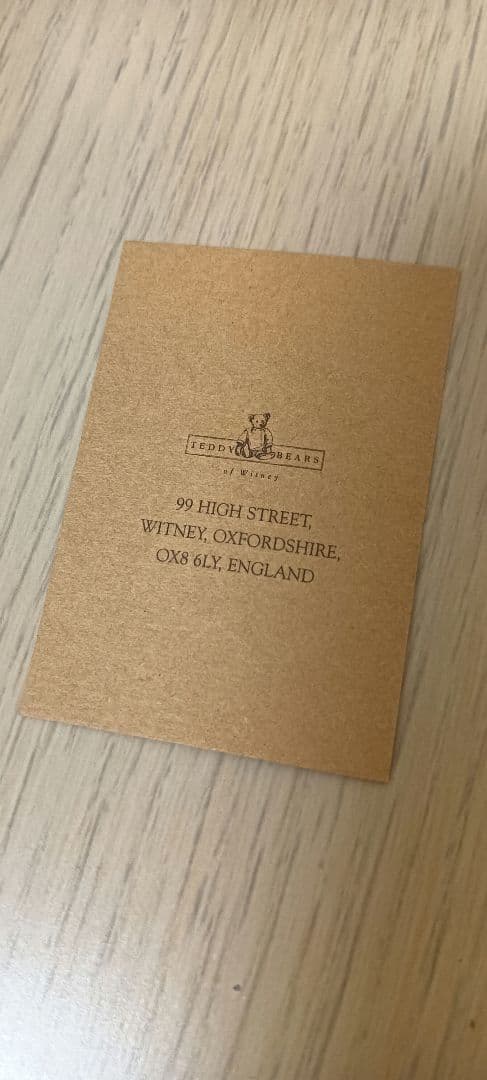 TEDDY BEARS
of Witney
99 HIGH STREET,
WITNEY, OXFORDSHIRE,
OX8 6LY, ENGLAND